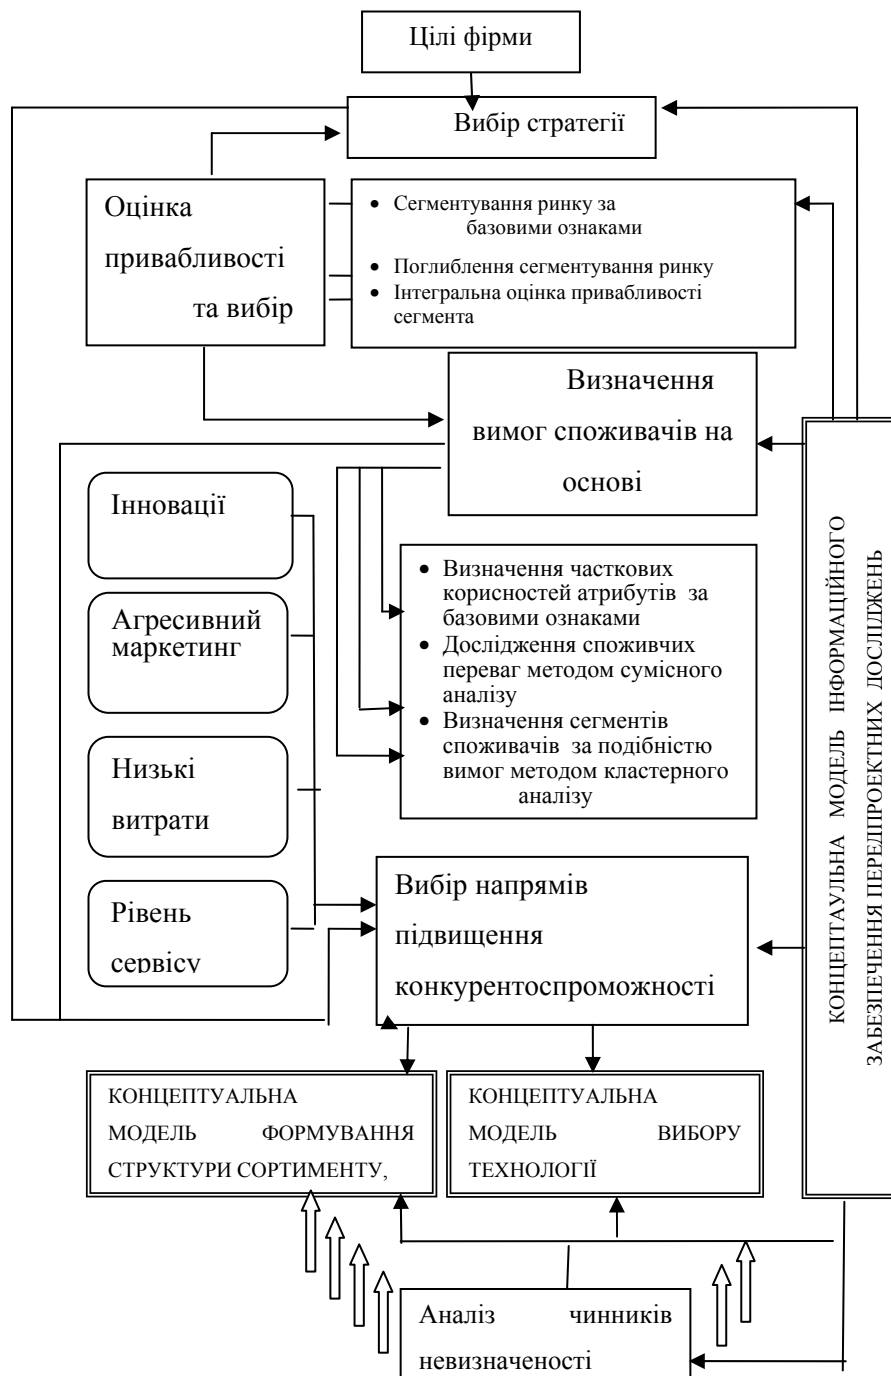 Цілі фірми
Вибір стратегії
Оцінка
привабливості
та вибір
• Сегментування ринку за
базовими ознаками
• Поглиблення сегментування ринку
• Інтегральна оцінка привабливості
сегмента
Визначення
вимог споживачів на
основі
Інновації
Агресивний
маркетинг
Низькі
витрати
Рівень
сервісу
• Визначення часткових
корисностей атрибутів за
базовими ознаками
• Дослідження споживчих
переваг методом сумісного
аналізу
• Визначення сегментів
споживачів за подібністю
вимог методом кластерного
аналізу
Вибір напрямів
підвищення
конкурентоспроможності
КОНЦЕПТАУЛЬНА МОДЕЛЬ ІНФОРМАЦІЙНОГО
ЗАБЕЗПЕЧЕННЯ ПЕРЕДПРОЕКТНИХ ДОСЛІДЖЕНЬ
КОНЦЕПТУАЛЬНА
МОДЕЛЬ ФОРМУВАННЯ
СТРУКТУРИ СОРТИМЕНТУ,
КОНЦЕПТУАЛЬНА
МОДЕЛЬ ВИБОРУ
ТЕХНОЛОГІЇ
Аналіз чинників
невизначеності